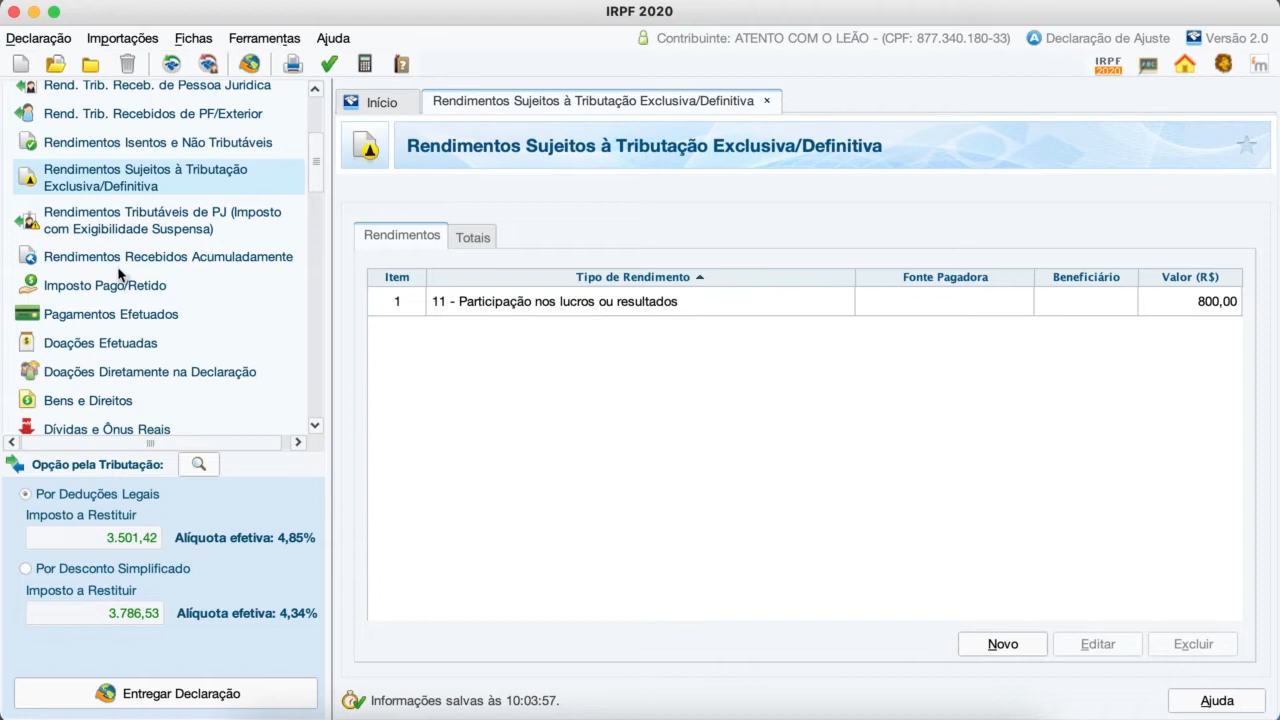 IRPF 2020
Declaração Importações Fichas Ferramentas Ajuda Contribuinte: ATENTO COM O LEÃO - (CPF: 877.340.180-33) Declaração de Ajuste Versão 2.0
IRPF
2020
Rend. Trib. Receb. de Pessoa Jurídica
Rend. Trib. Recebidos de PF/Exterior
Rendimentos Isentos e Não Tributáveis
Rendimentos Sujeitos à Tributação
Exclusiva/Definitiva
Rendimentos Tributáveis de PJ (Imposto
com Exigibilidade Suspensa)
Rendimentos Recebidos Acumuladamente
Imposto Pago/Retido
Pagamentos Efetuados
Doações Efetuadas
Doações Diretamente na Declaração
Bens e Direitos
Dívidas e Ônus Reais
Opção pela Tributação:
Por Deduções Legais
Imposto a Restituir
3.501,42 Alíquota efetiva: 4,85%
Por Desconto Simplificado
Imposto a Restituir
3.786,53 Alíquota efetiva: 4,34%
Entregar Declaração
Início Rendimentos Sujeitos à Tributação Exclusiva/Definitiva ×
Rendimentos Sujeitos à Tributação Exclusiva/Definitiva
Rendimentos Totais
Item Tipo de Rendimento Fonte Pagadora Beneficiário Valor (R$)
1 11 - Participação nos lucros ou resultados 800,00
Novo Editar Excluir
Informações salvas às 10:03:57. Ajuda